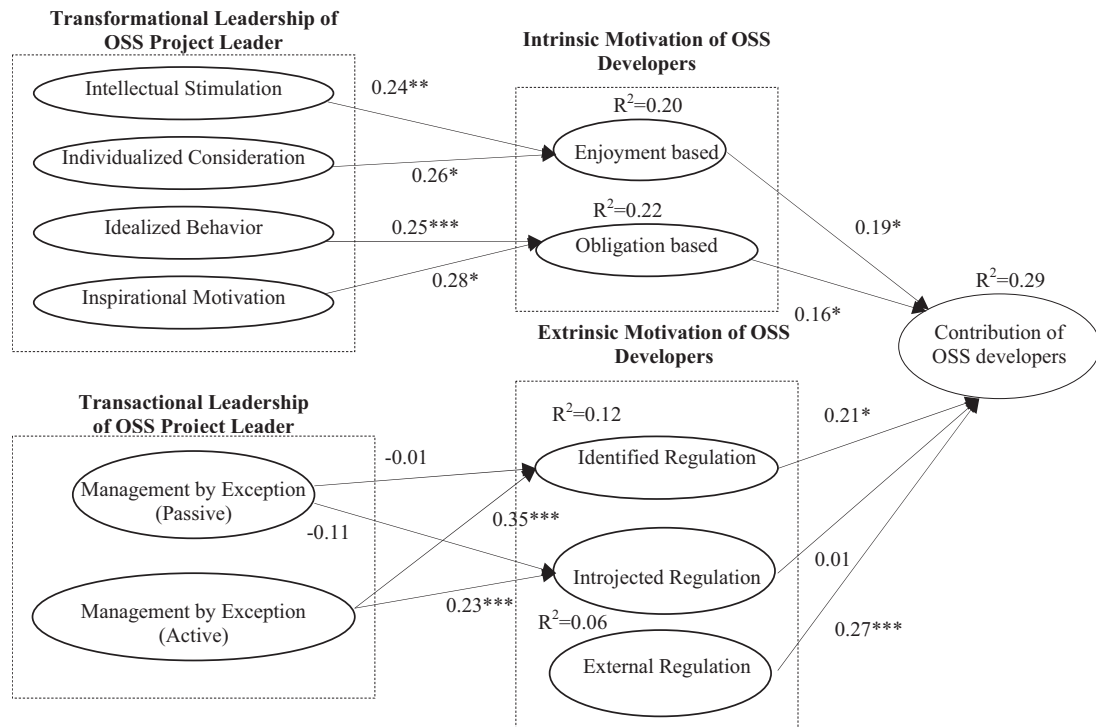 Transformational Leadership of
OSS Project Leader
Intellectual Stimulation
Individualized Consideration
Idealized Behavior
Inspirational Motivation
0.24**
0.26*
0.25***
0.28*
Intrinsic Motivation of OSS
Developers
R²=0.20
Enjoyment based
R²=0.22
Obligation based
0.19*
0.16*
R²=0.29
Contribution of
OSS developers
Transactional Leadership
of OSS Project Leader
Management by Exception
(Passive)
Management by Exception
(Active)
-0.01
-0.11
0.35***
0.23***
Extrinsic Motivation of OSS
Developers
R²=0.12
Identified Regulation
Introjected Regulation
R²=0.06
External Regulation
0.21*
0.01
0.27***